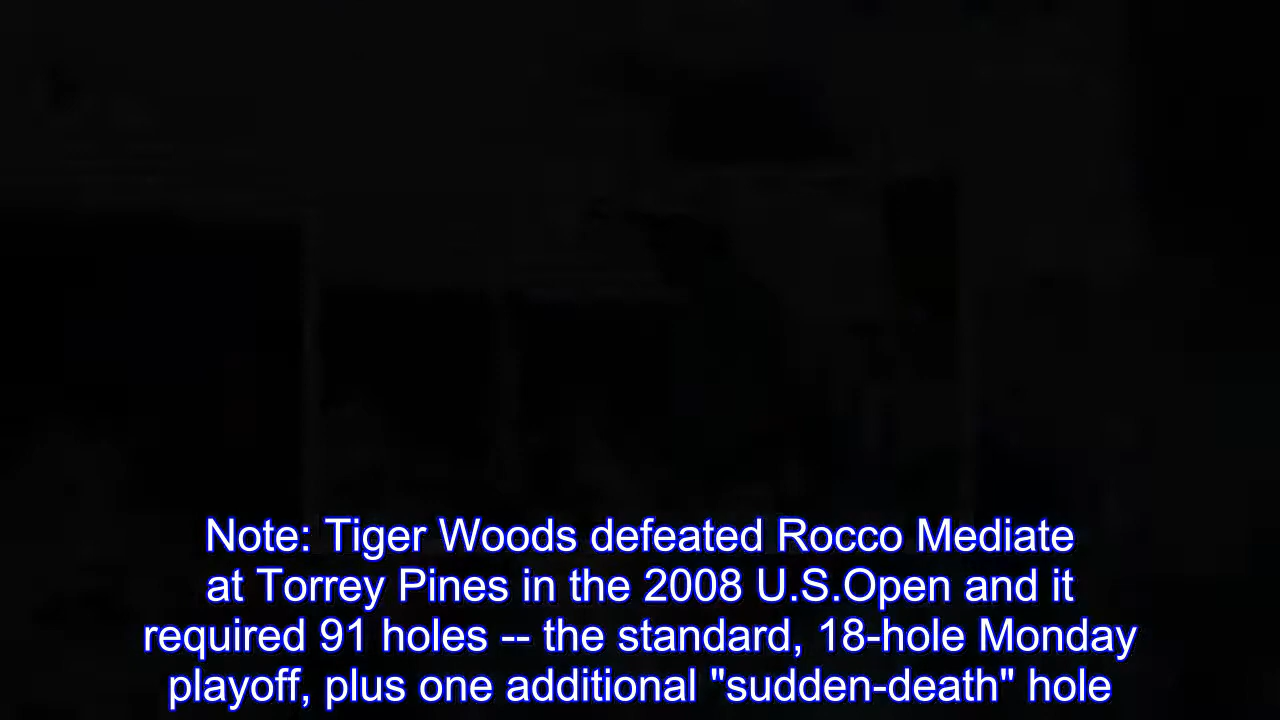 Note: Tiger Woods defeated Rocco Mediate
at Torrey Pines in the 2008 U.S.Open and it
required 91 holes -- the standard, 18-hole Monday
playoff, plus one additional "sudden-death" hole